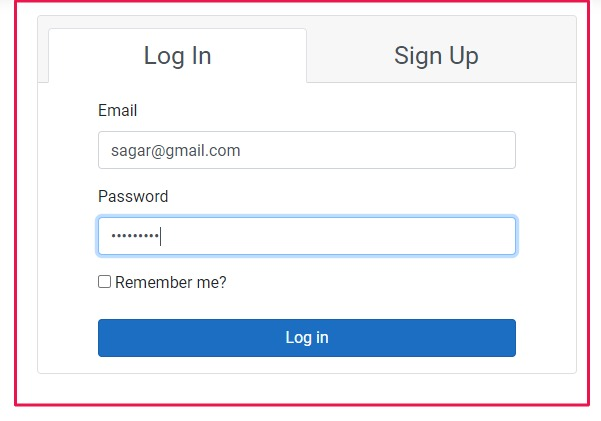 Log In Sign Up
Email
sagar@gmail.com
Password
•••••••••
Remember me?
Log in